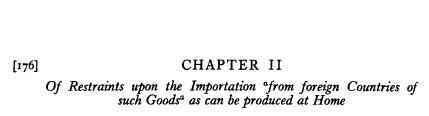 [176] CHAPTER II
Of Restraints upon the Importation ᵃfrom foreign Countries of
such Goodsᵃ as can be produced at Home